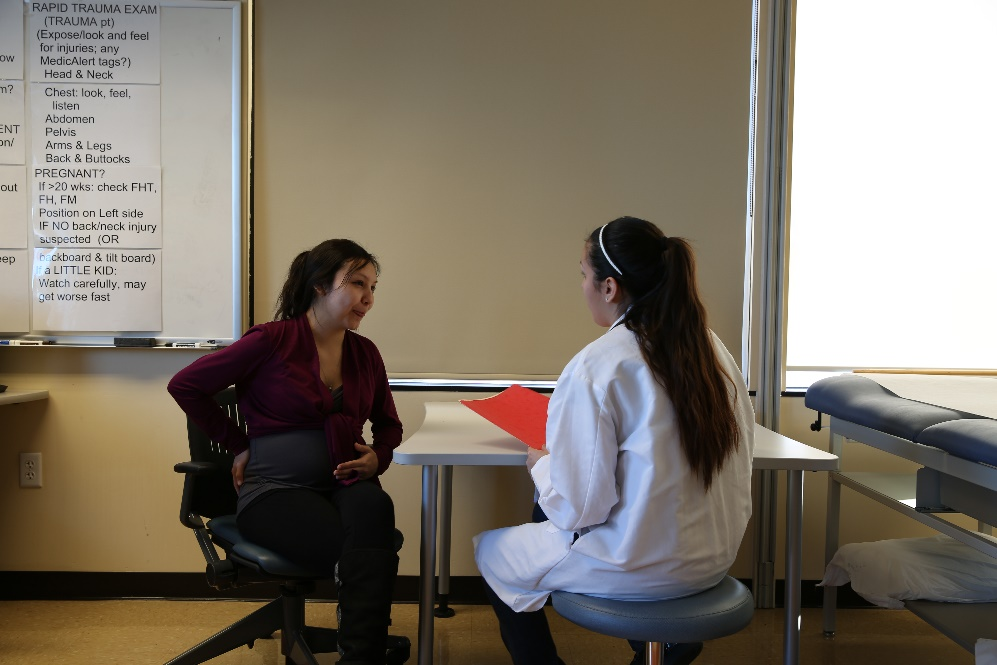 RAPID TRAUMA EXAM
(TRAUMA pt)
(Expose/look and feel
for injuries; any
MedicAlert tags?)
Head & Neck
Chest: look, feel,
listen
Abdomen
Pelvis
Arms & Legs
Back & Buttocks
PREGNANT?
If >20 wks: check FHT,
FH, FM
Position on Left side
IF NO back/neck injury
suspected (OR
backboard & tilt board)
If a LITTLE KID:
Watch carefully, may
get worse fast
ow
m?
ENT
on/
out
eep